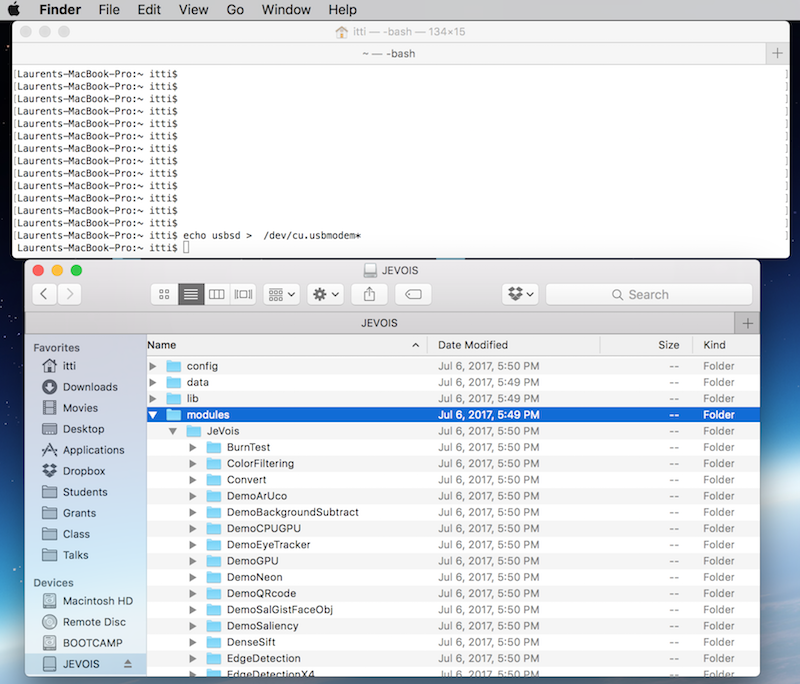 Finder File Edit View Go Window Help
itti — -bash — 134×15
~ — -bash
[Laurents-MacBook-Pro:~ itti$ ]
[Laurents-MacBook-Pro:~ itti$ ]
[Laurents-MacBook-Pro:~ itti$ ]
[Laurents-MacBook-Pro:~ itti$ ]
[Laurents-MacBook-Pro:~ itti$ ]
[Laurents-MacBook-Pro:~ itti$ ]
[Laurents-MacBook-Pro:~ itti$ ]
[Laurents-MacBook-Pro:~ itti$ ]
[Laurents-MacBook-Pro:~ itti$ ]
[Laurents-MacBook-Pro:~ itti$ ]
[Laurents-MacBook-Pro:~ itti$ ]
[Laurents-MacBook-Pro:~ itti$ ]
[Laurents-MacBook-Pro:~ itti$ ]
[Laurents-MacBook-Pro:~ itti$ echo usbsd >  /dev/cu.usbmodem* ]
Laurents-MacBook-Pro:~ itti$
JEVOIS
Search
JEVOIS
Favorites
itti
Downloads
Movies
Desktop
Applications
Dropbox
Students
Grants
Class
Talks
Devices
Macintosh HD
Remote Disc
BOOTCAMP
JEVOIS
Name Date Modified Size Kind
config Jul 6, 2017, 5:50 PM -- Folder
data Jul 6, 2017, 5:49 PM -- Folder
lib Jul 6, 2017, 5:50 PM -- Folder
modules Jul 6, 2017, 5:49 PM -- Folder
JeVois Jul 6, 2017, 5:50 PM -- Folder
BurnTest Jul 6, 2017, 5:50 PM -- Folder
ColorFiltering Jul 6, 2017, 5:50 PM -- Folder
Convert Jul 6, 2017, 5:50 PM -- Folder
DemoArUco Jul 6, 2017, 5:50 PM -- Folder
DemoBackgroundSubtract Jul 6, 2017, 5:50 PM -- Folder
DemoCPUGPU Jul 6, 2017, 5:50 PM -- Folder
DemoEyeTracker Jul 6, 2017, 5:50 PM -- Folder
DemoGPU Jul 6, 2017, 5:50 PM -- Folder
DemoNeon Jul 6, 2017, 5:50 PM -- Folder
DemoQRcode Jul 6, 2017, 5:50 PM -- Folder
DemoSalGistFaceObj Jul 6, 2017, 5:50 PM -- Folder
DemoSaliency Jul 6, 2017, 5:50 PM -- Folder
DenseSift Jul 6, 2017, 5:50 PM -- Folder
EdgeDetection Jul 6, 2017, 5:50 PM -- Folder
EdgeDetectionX4 Jul 6, 2017, 5:50 PM -- Folder